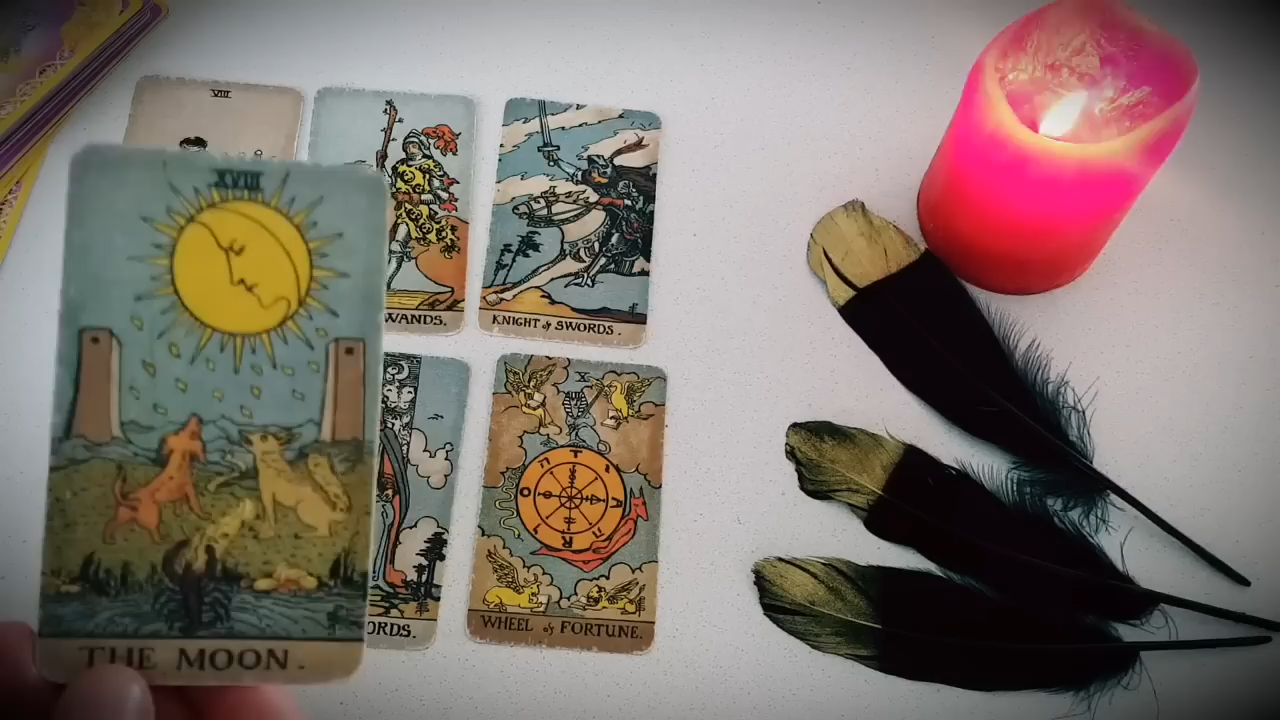 VIII
WANDS.
KNIGHT of SWORDS.
XVIII
THE MOON.
ORDS.
X
WHEEL of FORTUNE.
T
A
R
O